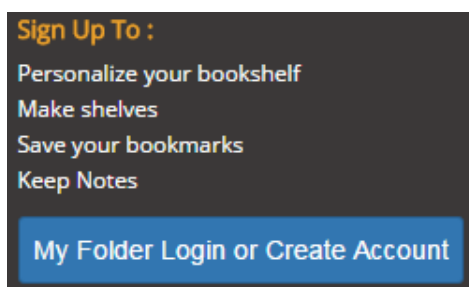 Sign Up To :
Personalize your bookshelf
Make shelves
Save your bookmarks
Keep Notes
My Folder Login or Create Account